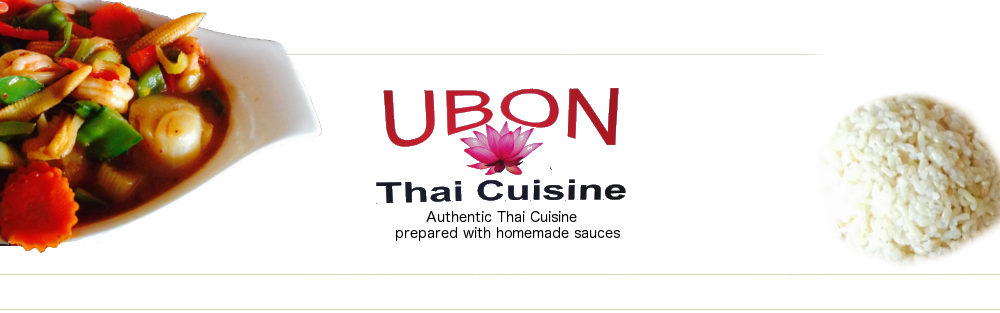 UBON
Thai Cuisine
Authentic Thai Cuisine
prepared with homemade sauces